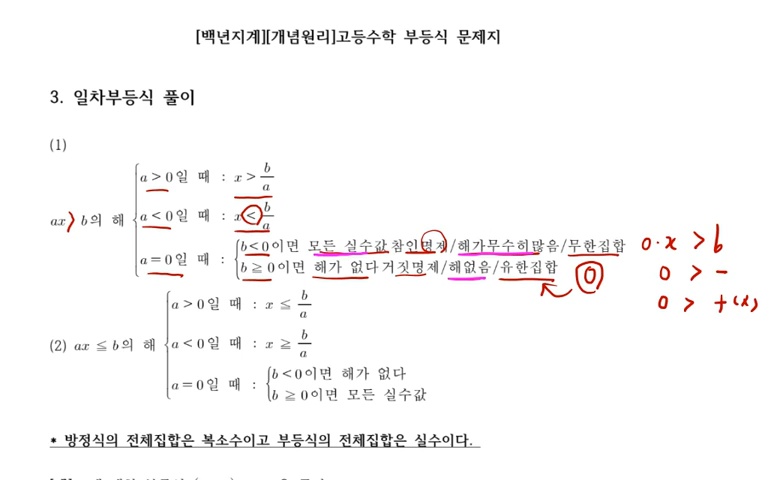 [백년지계][개념원리]고등수학 부등식 문제지
3. 일차부등식 풀이
(1)
a > 0일 때 : x > b/a
ax > b의 해 a < 0일 때 : x < b/a
a = 0일 때 : b < 0이면 모든 실수값 참인명제/해가무수히많음/무한집합 0·x > b
b ≧ 0이면 해가 없다 거짓명제/해없음/유한집합 0 0 > −
0 > +(x)
a > 0일 때 : x ≤ b/a
(2) ax ≦ b의 해 a < 0일 때 : x ≧ b/a
a = 0일 때 : b < 0이면 해가 없다
b ≧ 0이면 모든 실수값
* 방정식의 전체집합은 복소수이고 부등식의 전체집합은 실수이다.